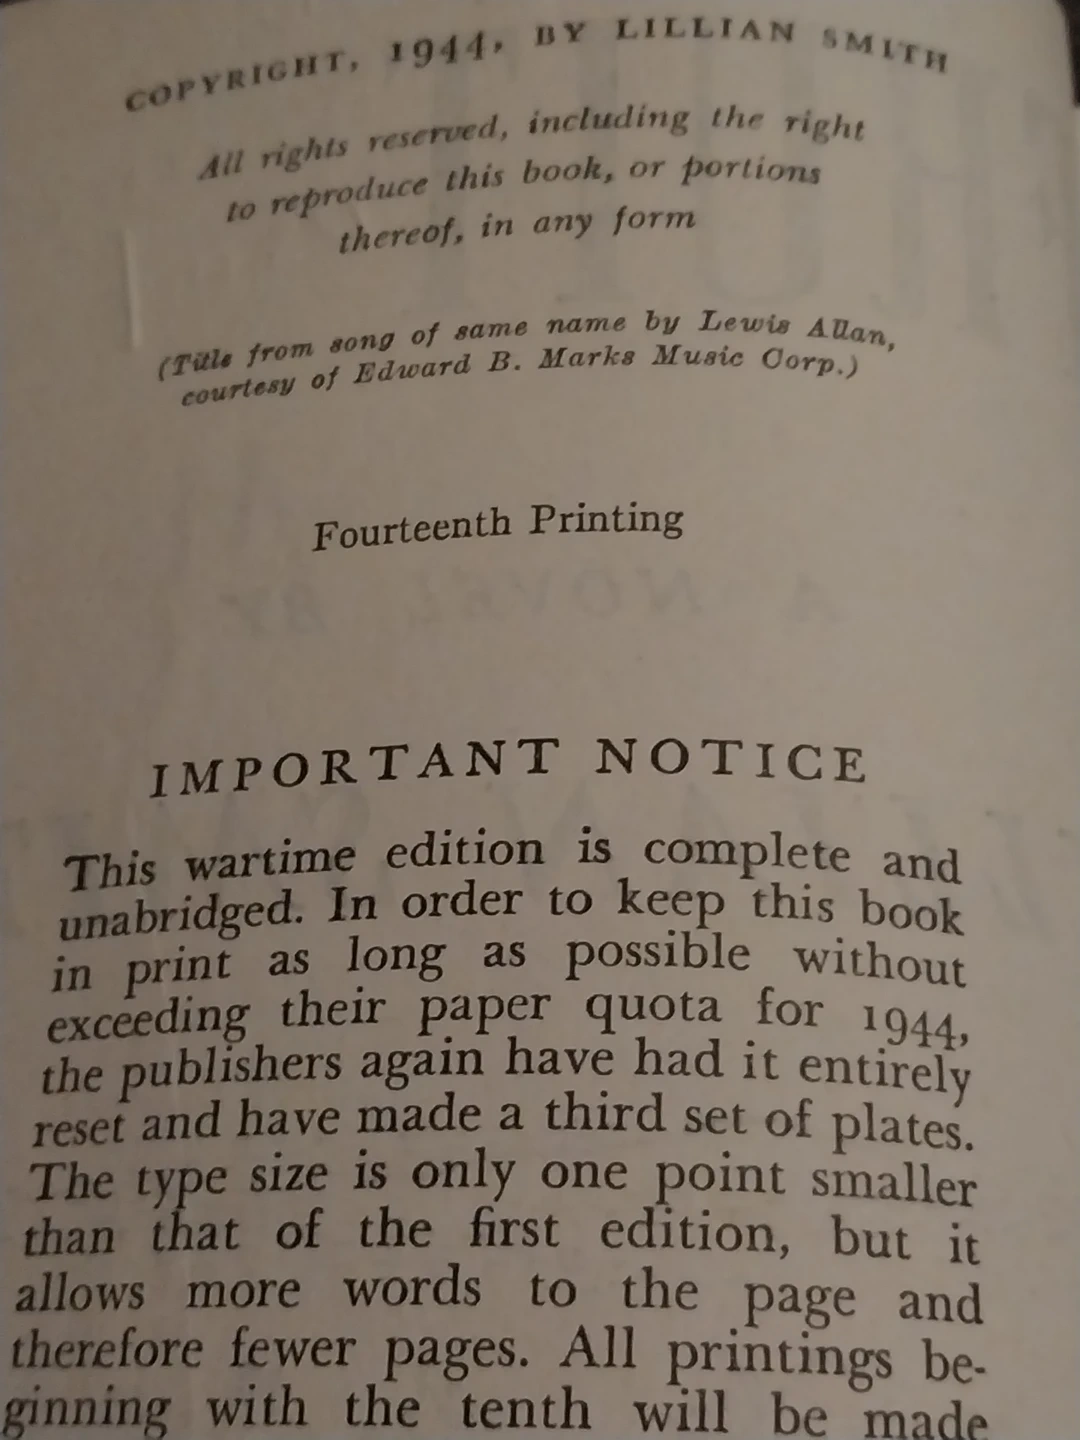 COPYRIGHT, 1944, BY LILLIAN SMITH
All rights reserved, including the right
to reproduce this book, or portions
thereof, in any form
(Title from song of same name by Lewis Allan,
courtesy of Edward B. Marks Music Corp.)
Fourteenth Printing
A NOVEL BY
IMPORTANT NOTICE
This wartime edition is complete and
unabridged. In order to keep this book
in print as long as possible without
exceeding their paper quota for 1944,
the publishers again have had it entirely
reset and have made a third set of plates.
The type size is only one point smaller
than that of the first edition, but it
allows more words to the page and
therefore fewer pages. All printings be-
ginning with the tenth will be made